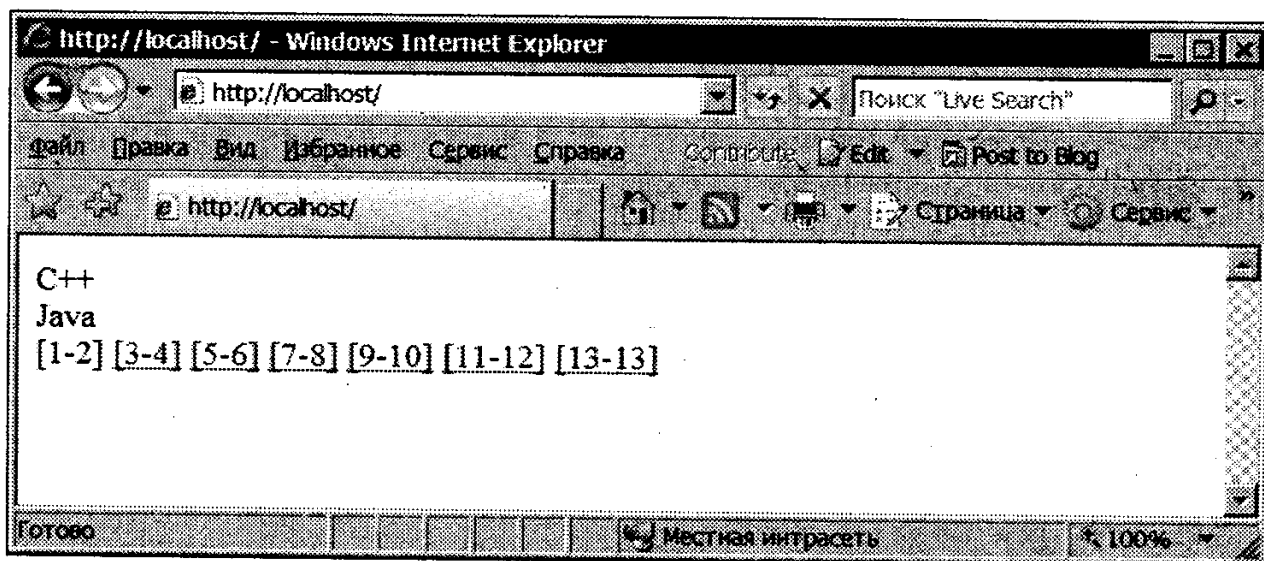 http://localhost/ - Windows Internet Explorer
http://localhost/
Поиск "Live Search"
Файл Правка Вид Избранное Сервис Справка Contribute Edit Post to Blog
http://localhost/ Страница Сервис »
C++
Java
[1-2] [3-4] [5-6] [7-8] [9-10] [11-12] [13-13]
Готово Местная интрасеть 100%